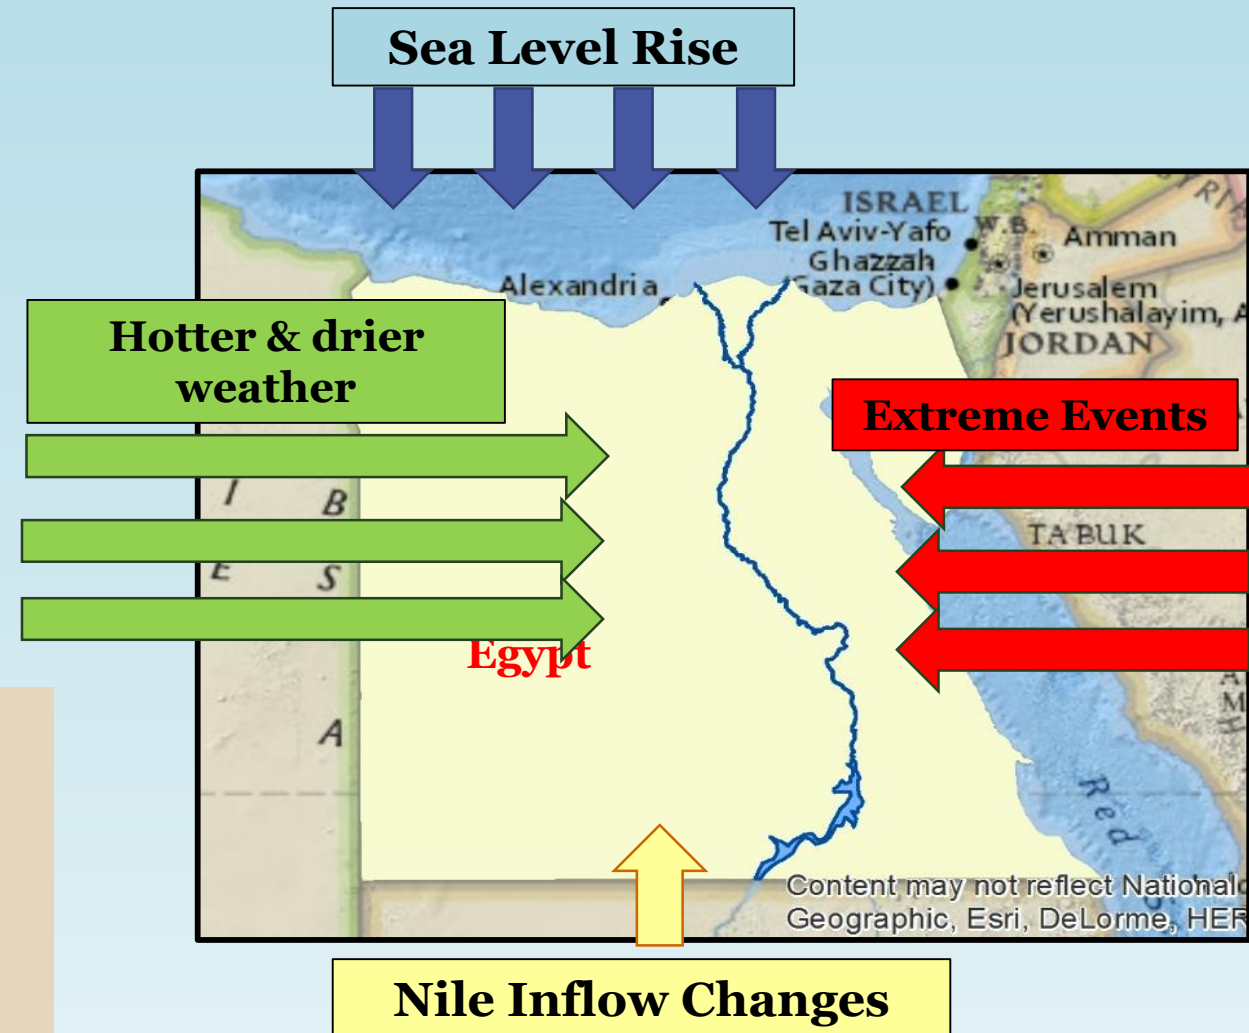 Sea Level Rise
ISRAEL
Tel Aviv-Yafo
W.B.
Amman
Ghazzah
(Gaza City)
Alexandria
Jerusalem
(Yerushalayim, A
JORDAN
Hotter & drier
weather
Extreme Events
I B
E S
TABUK
Egypt
A
Red
Content may not reflect National
Geographic, Esri, DeLorme, HER
Nile Inflow Changes